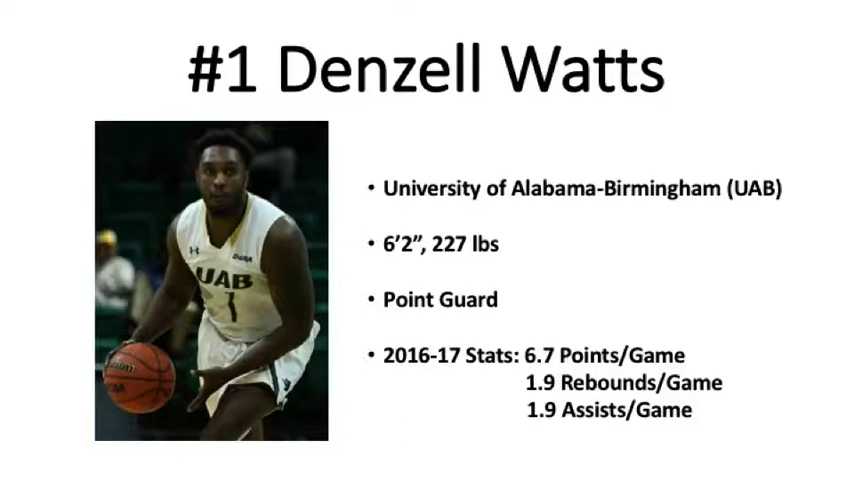 #1 Denzell Watts
• University of Alabama-Birmingham (UAB)
• 6’2”, 227 lbs
• Point Guard
• 2016-17 Stats: 6.7 Points/Game
1.9 Rebounds/Game
1.9 Assists/Game
UAB
1